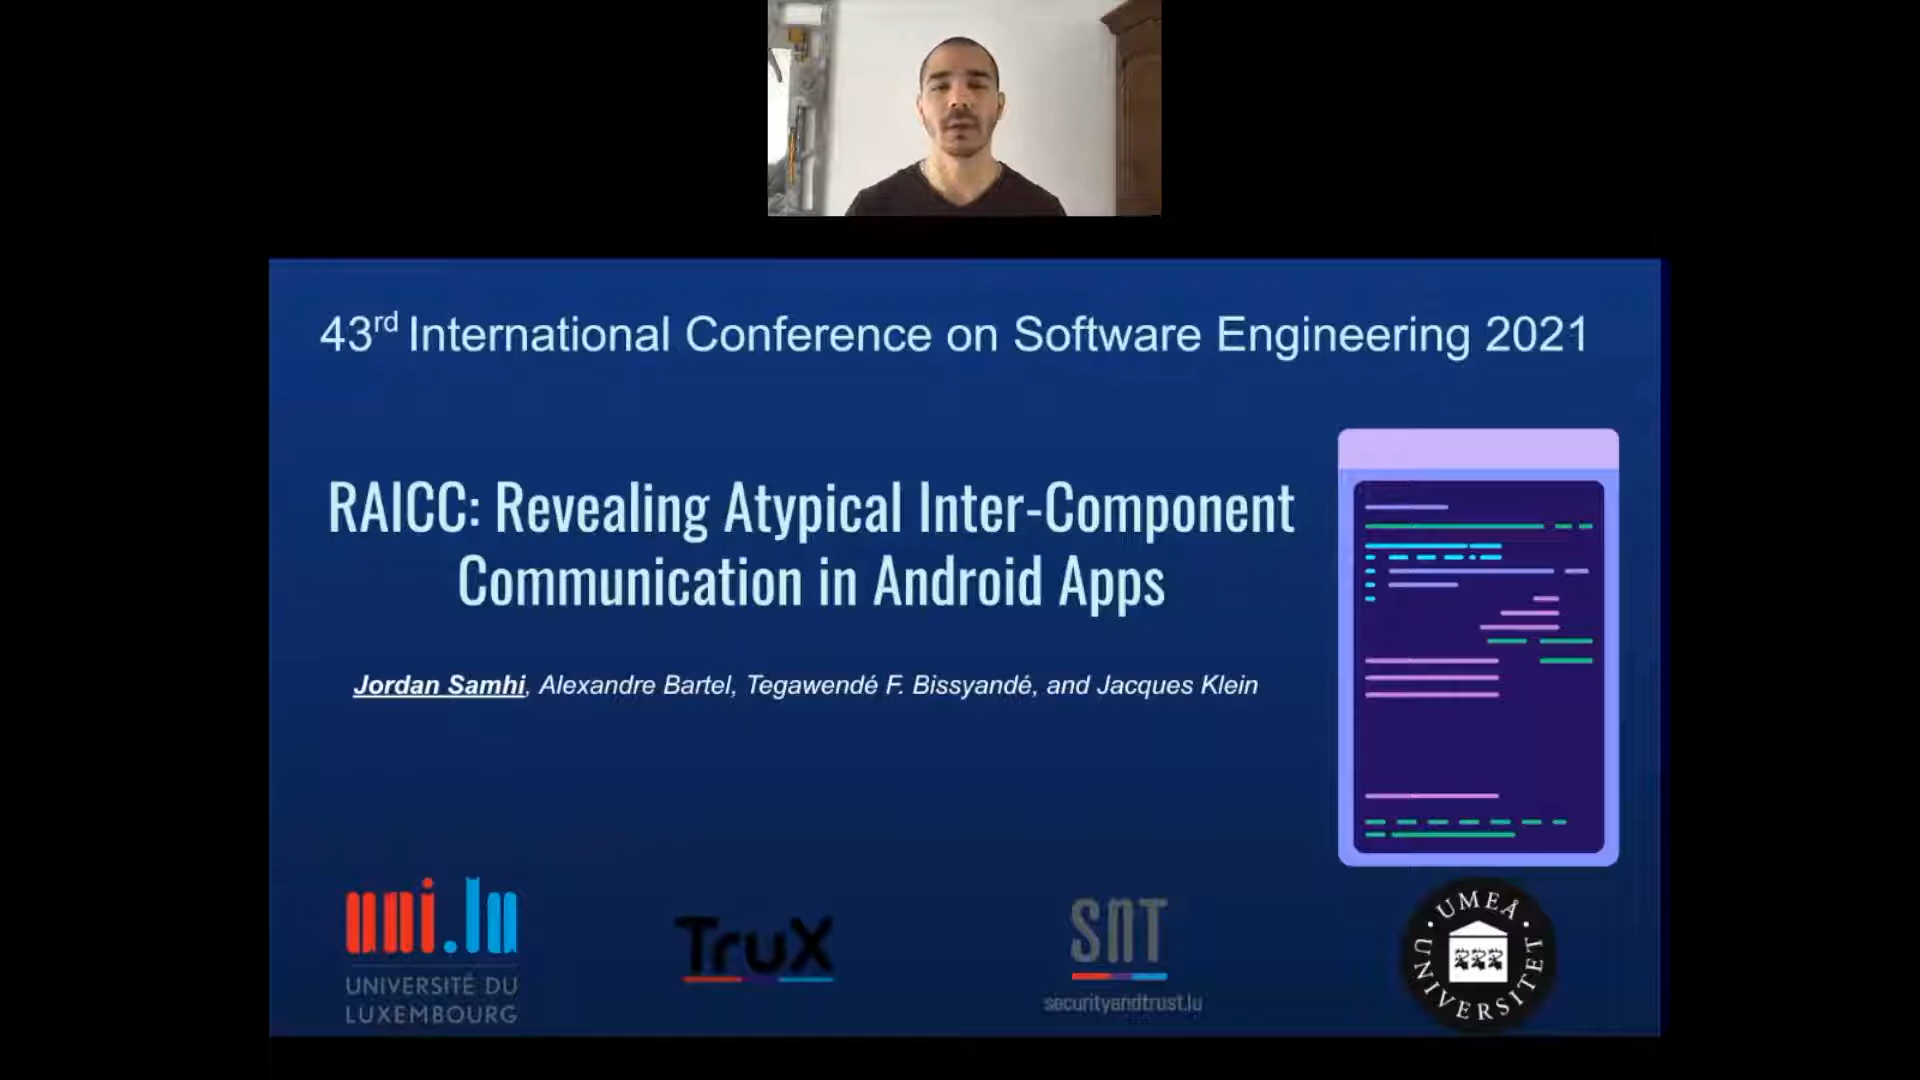 43rd International Conference on Software Engineering 2021
RAICC: Revealing Atypical Inter-Component
Communication in Android Apps
Jordan Samhi, Alexandre Bartel, Tegawendé F. Bissyandé, and Jacques Klein
uni.lu
UNIVERSITÉ DU
LUXEMBOURG
TruX
SNT
securityandtrust.lu
UMEÅ
UNIVERSITET